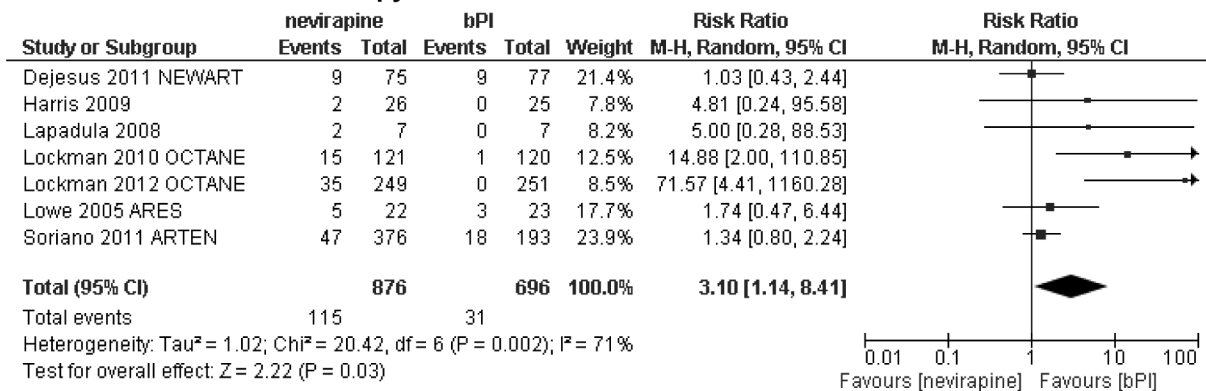 nevirapine bPI Risk Ratio Risk Ratio
Study or Subgroup Events Total Events Total Weight M-H, Random, 95% CI M-H, Random, 95% CI
Dejesus 2011 NEWART 9 75 9 77 21.4% 1.03 [0.43, 2.44]
Harris 2009 2 26 0 25 7.8% 4.81 [0.24, 95.58]
Lapadula 2008 2 7 0 7 8.2% 5.00 [0.28, 88.53]
Lockman 2010 OCTANE 15 121 1 120 12.5% 14.88 [2.00, 110.85]
Lockman 2012 OCTANE 35 249 0 251 8.5% 71.57 [4.41, 1160.28]
Lowe 2005 ARES 5 22 3 23 17.7% 1.74 [0.47, 6.44]
Soriano 2011 ARTEN 47 376 18 193 23.9% 1.34 [0.80, 2.24]
Total (95% CI) 876 696 100.0% 3.10 [1.14, 8.41]
Total events 115 31
Heterogeneity: Tau² = 1.02; Chi² = 20.42, df = 6 (P = 0.002); I² = 71%
Test for overall effect: Z = 2.22 (P = 0.03)
0.01 0.1 1 10 100
Favours [nevirapine] Favours [bPI]